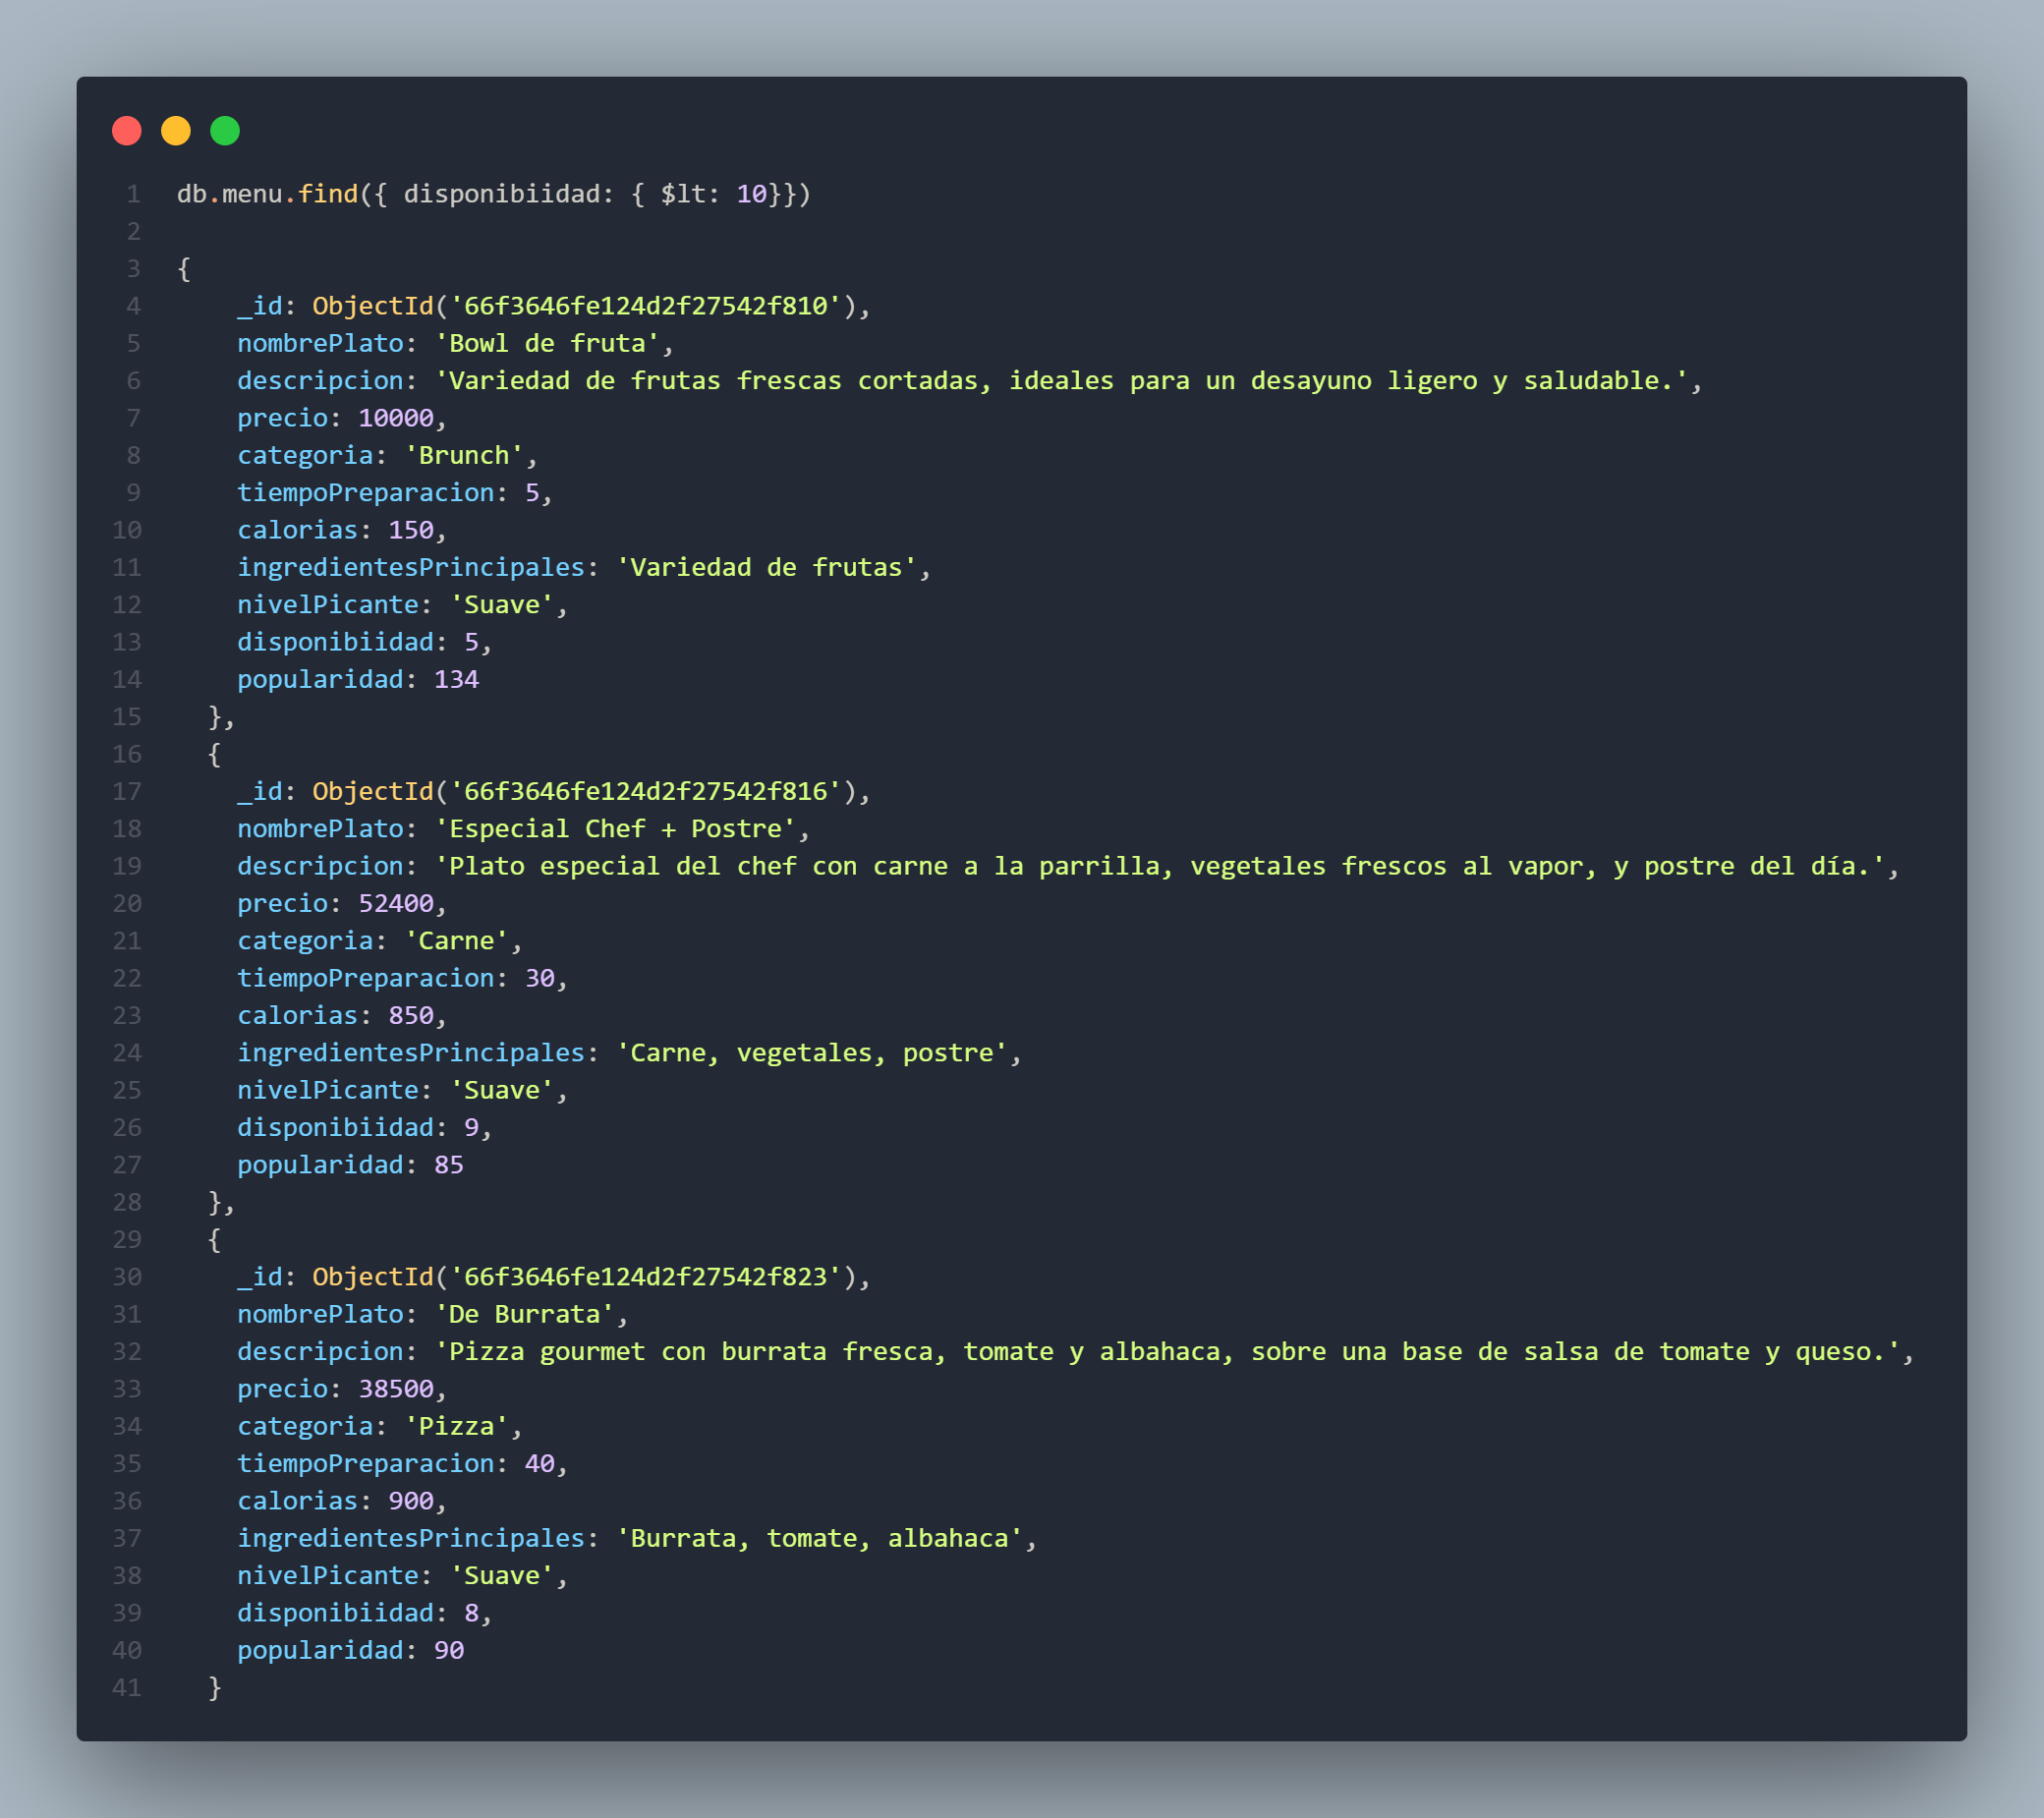 1 db.menu.find({ disponibiidad: { $lt: 10}})
2
3 {
4 _id: ObjectId('66f3646fe124d2f27542f810'),
5 nombrePlato: 'Bowl de fruta',
6 descripcion: 'Variedad de frutas frescas cortadas, ideales para un desayuno ligero y saludable.',
7 precio: 10000,
8 categoria: 'Brunch',
9 tiempoPreparacion: 5,
10 calorias: 150,
11 ingredientesPrincipales: 'Variedad de frutas',
12 nivelPicante: 'Suave',
13 disponibiidad: 5,
14 popularidad: 134
15 },
16 {
17 _id: ObjectId('66f3646fe124d2f27542f816'),
18 nombrePlato: 'Especial Chef + Postre',
19 descripcion: 'Plato especial del chef con carne a la parrilla, vegetales frescos al vapor, y postre del día.',
20 precio: 52400,
21 categoria: 'Carne',
22 tiempoPreparacion: 30,
23 calorias: 850,
24 ingredientesPrincipales: 'Carne, vegetales, postre',
25 nivelPicante: 'Suave',
26 disponibiidad: 9,
27 popularidad: 85
28 },
29 {
30 _id: ObjectId('66f3646fe124d2f27542f823'),
31 nombrePlato: 'De Burrata',
32 descripcion: 'Pizza gourmet con burrata fresca, tomate y albahaca, sobre una base de salsa de tomate y queso.',
33 precio: 38500,
34 categoria: 'Pizza',
35 tiempoPreparacion: 40,
36 calorias: 900,
37 ingredientesPrincipales: 'Burrata, tomate, albahaca',
38 nivelPicante: 'Suave',
39 disponibiidad: 8,
40 popularidad: 90
41 }